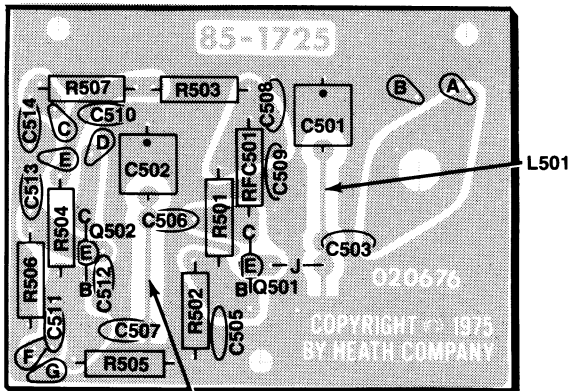 85-1725
R507
R503
C508
B
A
C514
C
C510
C501
D
C502
RFC501
C509
L501
E
C513
R504
C
Q502
C506
R501
C
C503
E
E
J
R506
B
C512
B
Q501
020676
R502
C511
C507
C505
COPYRIGHT © 1975
BY HEATH COMPANY
F
G
R505